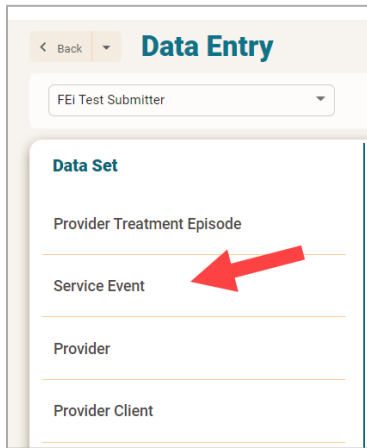 Back
Data Entry
FEi Test Submitter
Data Set
Provider Treatment Episode
Service Event
Provider
Provider Client